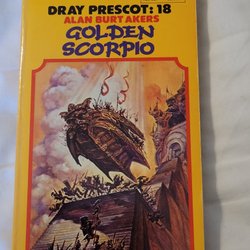 DRAY PRESCOT: 18
ALAN BURT AKERS
GOLDEN
SCORPIO